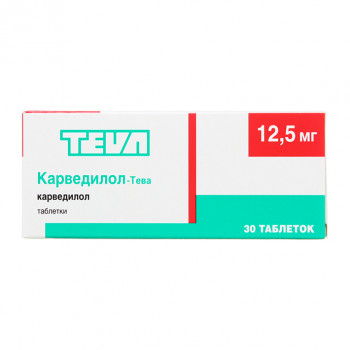 TEVA
12,5 мг
Карведилол-Тева
карведилол
таблетки
30 ТАБЛЕТОК